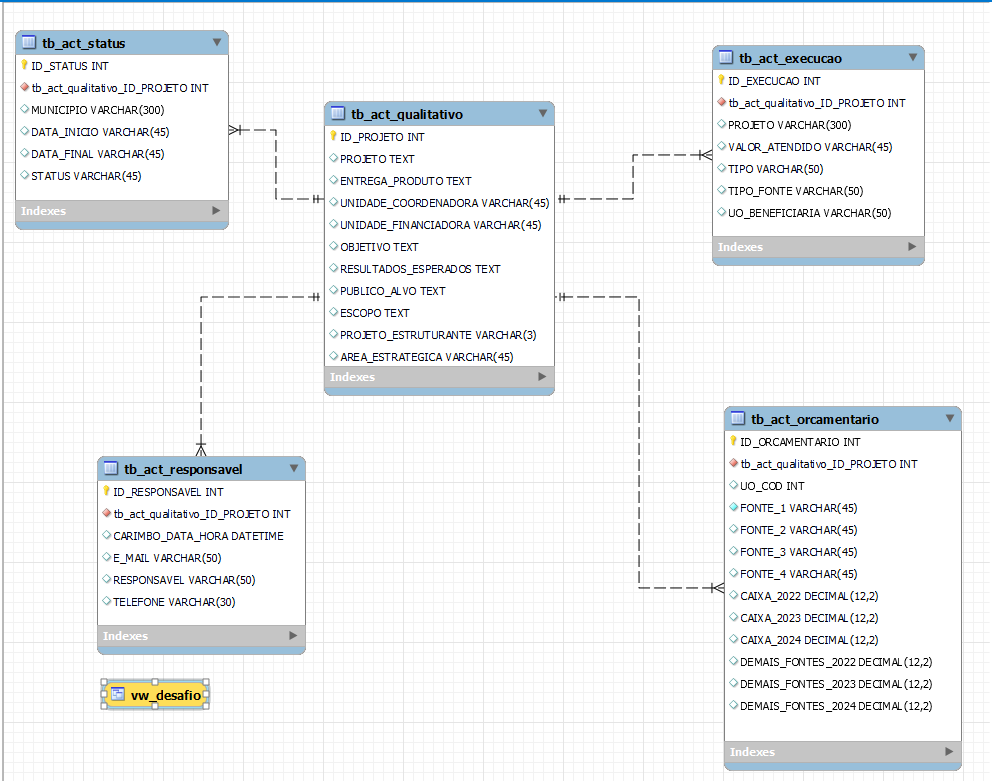 tb_act_status
ID_STATUS INT
tb_act_qualitativo_ID_PROJETO INT
MUNICIPIO VARCHAR(300)
DATA_INICIO VARCHAR(45)
DATA_FINAL VARCHAR(45)
STATUS VARCHAR(45)
Indexes
tb_act_qualitativo
ID_PROJETO INT
PROJETO TEXT
ENTREGA_PRODUTO TEXT
UNIDADE_COORDENADORA VARCHAR(45)
UNIDADE_FINANCIADORA VARCHAR(45)
OBJETIVO TEXT
RESULTADOS_ESPERADOS TEXT
PUBLICO_ALVO TEXT
ESCOPO TEXT
PROJETO_ESTRUTURANTE VARCHAR(3)
AREA_ESTRATEGICA VARCHAR(45)
Indexes
tb_act_execucao
ID_EXECUCAO INT
tb_act_qualitativo_ID_PROJETO INT
PROJETO VARCHAR(300)
VALOR_ATENDIDO VARCHAR(45)
TIPO VARCHAR(50)
TIPO_FONTE VARCHAR(50)
UO_BENEFICIARIA VARCHAR(50)
Indexes
tb_act_responsavel
ID_RESPONSAVEL INT
tb_act_qualitativo_ID_PROJETO INT
CARIMBO_DATA_HORA DATETIME
E_MAIL VARCHAR(50)
RESPONSAVEL VARCHAR(50)
TELEFONE VARCHAR(30)
Indexes
vw_desafio
tb_act_orcamentario
ID_ORCAMENTARIO INT
tb_act_qualitativo_ID_PROJETO INT
UO_COD INT
FONTE_1 VARCHAR(45)
FONTE_2 VARCHAR(45)
FONTE_3 VARCHAR(45)
FONTE_4 VARCHAR(45)
CAIXA_2022 DECIMAL(12,2)
CAIXA_2023 DECIMAL(12,2)
CAIXA_2024 DECIMAL(12,2)
DEMAIS_FONTES_2022 DECIMAL(12,2)
DEMAIS_FONTES_2023 DECIMAL(12,2)
DEMAIS_FONTES_2024 DECIMAL(12,2)
Indexes